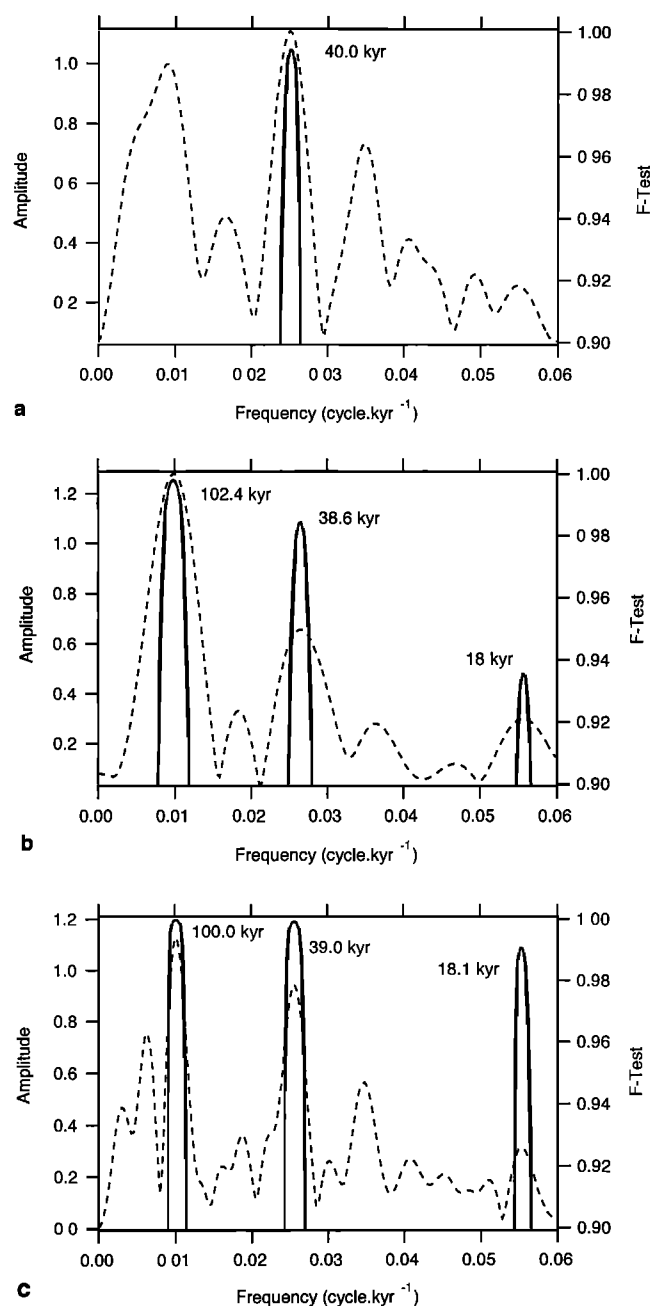 1.00
40.0 kyr
1.0
0.98
0.8
0.96
0 6
0.94
0.4
0.92
0 2
0.90
Amplitude
F-Test
0.00 0.01 0.02 0 03 0.04 0.05 0.06
a
Frequency (cycle.kyr -1)
1.00
1.2
102.4 kyr
38.6 kyr
0.98
1.0
0.8
0.96
0.6
18 kyr
0.94
0.4
0.92
0.2
0.90
Amplitude
F-Test
0.00 0.01 0.02 0.03 0.04 0.05 0.06
b
Frequency (cycle.kyr -1)
1.2
1.00
100.0 kyr
39.0 kyr
18.1 kyr
1.0
0.98
0.8
0.96
0.6
0.94
0.4
0.92
0.2
0 0
0.90
Amplitude
F-Test
0.00 0 01 0.02 0.03 0.04 0.05 0.06
c
Frequency (cycle.kyr -1)